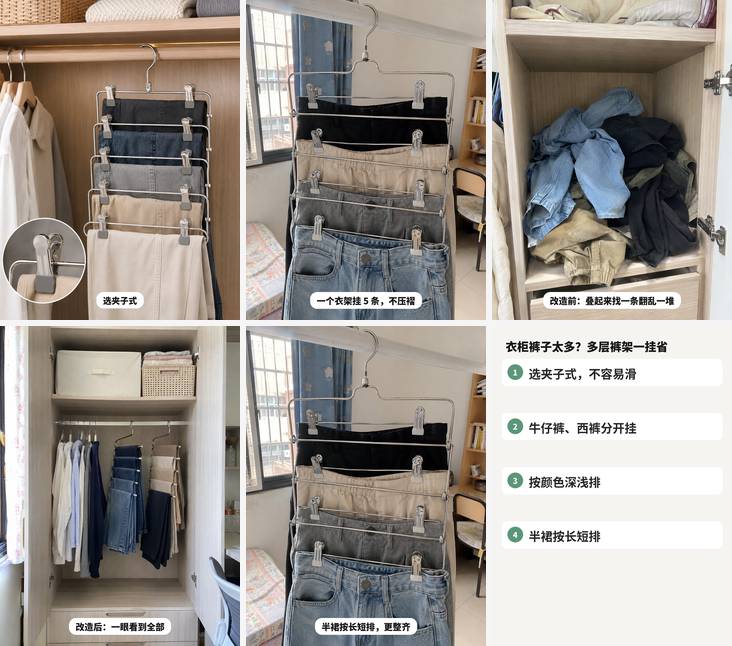 选夹子式
一个衣架挂 5 条，不压褶
改造前：叠起来找一条翻乱一堆
改造后：一眼看到全部
半裙按长短排，更整齐
衣柜裤子太多？多层裤架一挂省
1 选夹子式，不容易滑
2 牛仔裤、西裤分开挂
3 按颜色深浅排
4 半裙按长短排